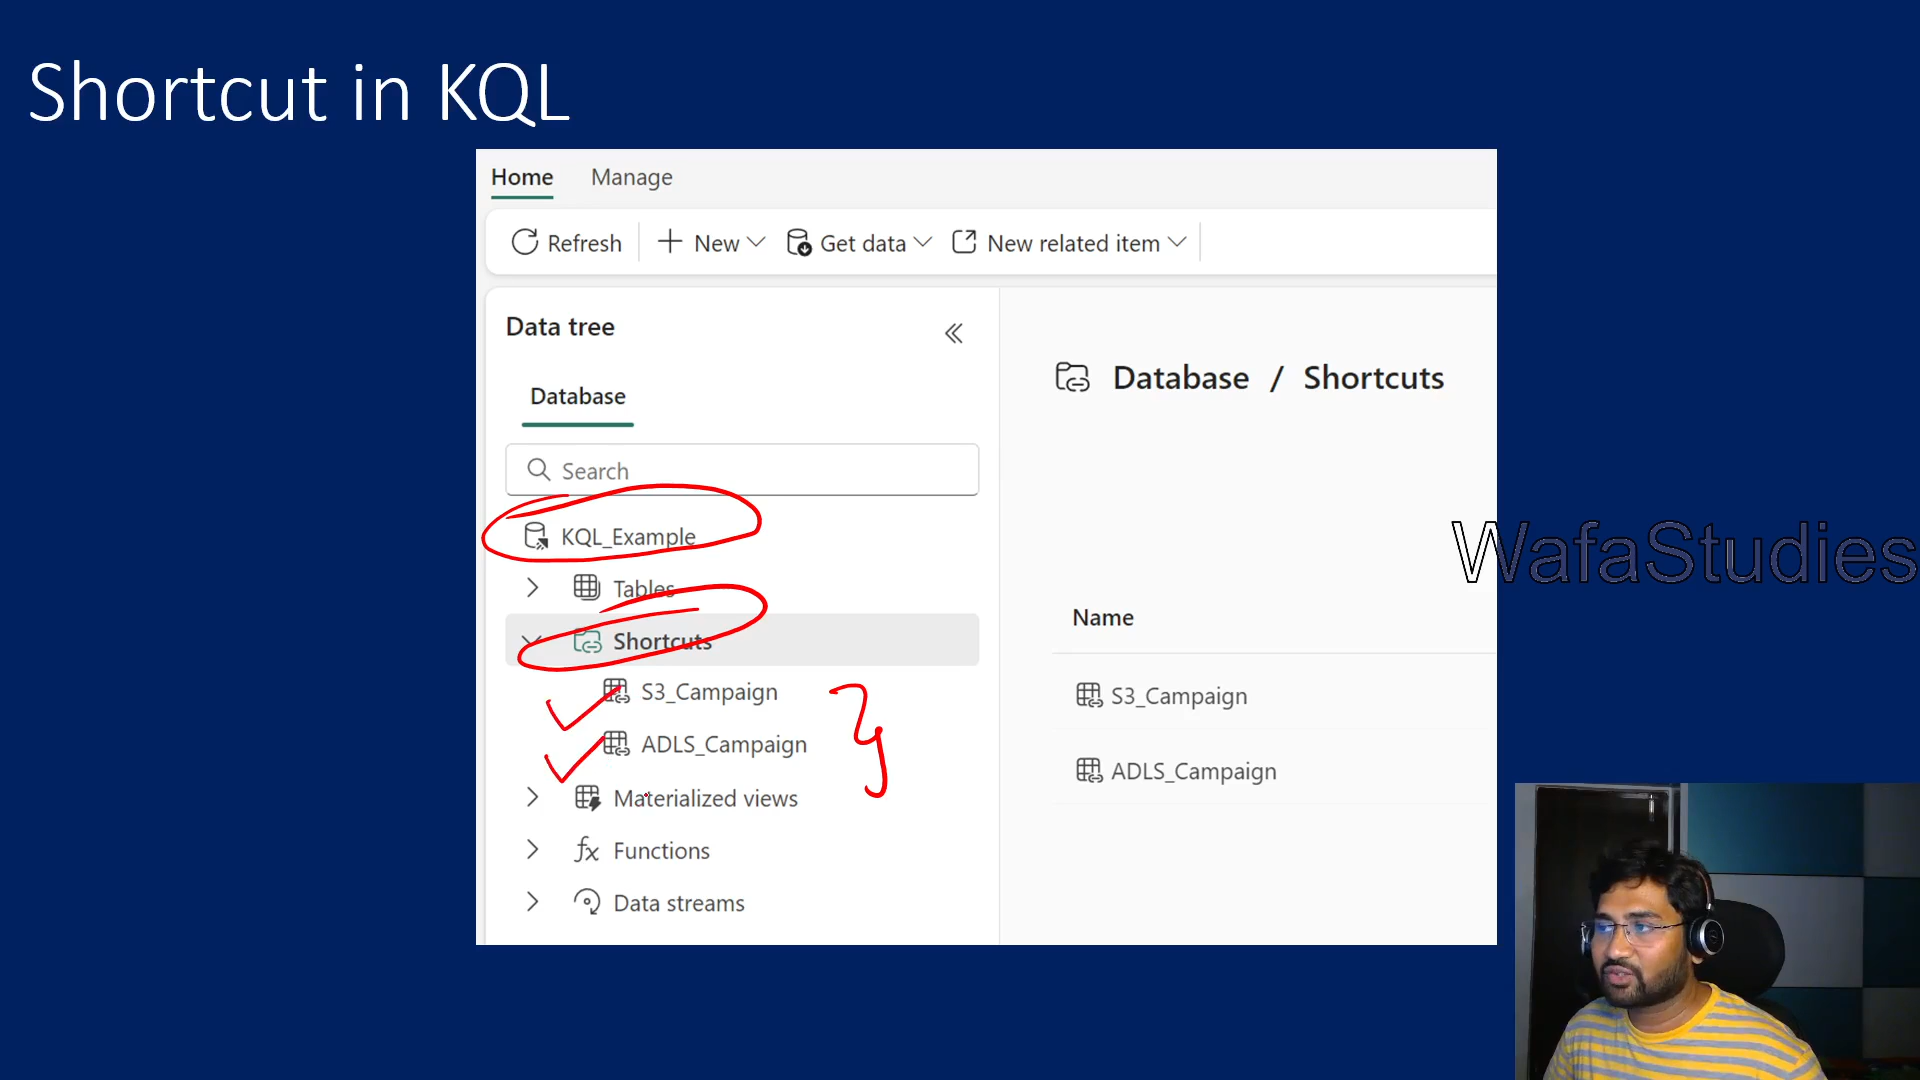 Shortcut in KQL
Home Manage
Refresh New Get data New related item
Data tree
Database
Search
KQL_Example
Tables
Shortcuts
S3_Campaign
ADLS_Campaign
Materialized views
Functions
Data streams
Database / Shortcuts
Name
S3_Campaign
ADLS_Campaign
WafaStudies